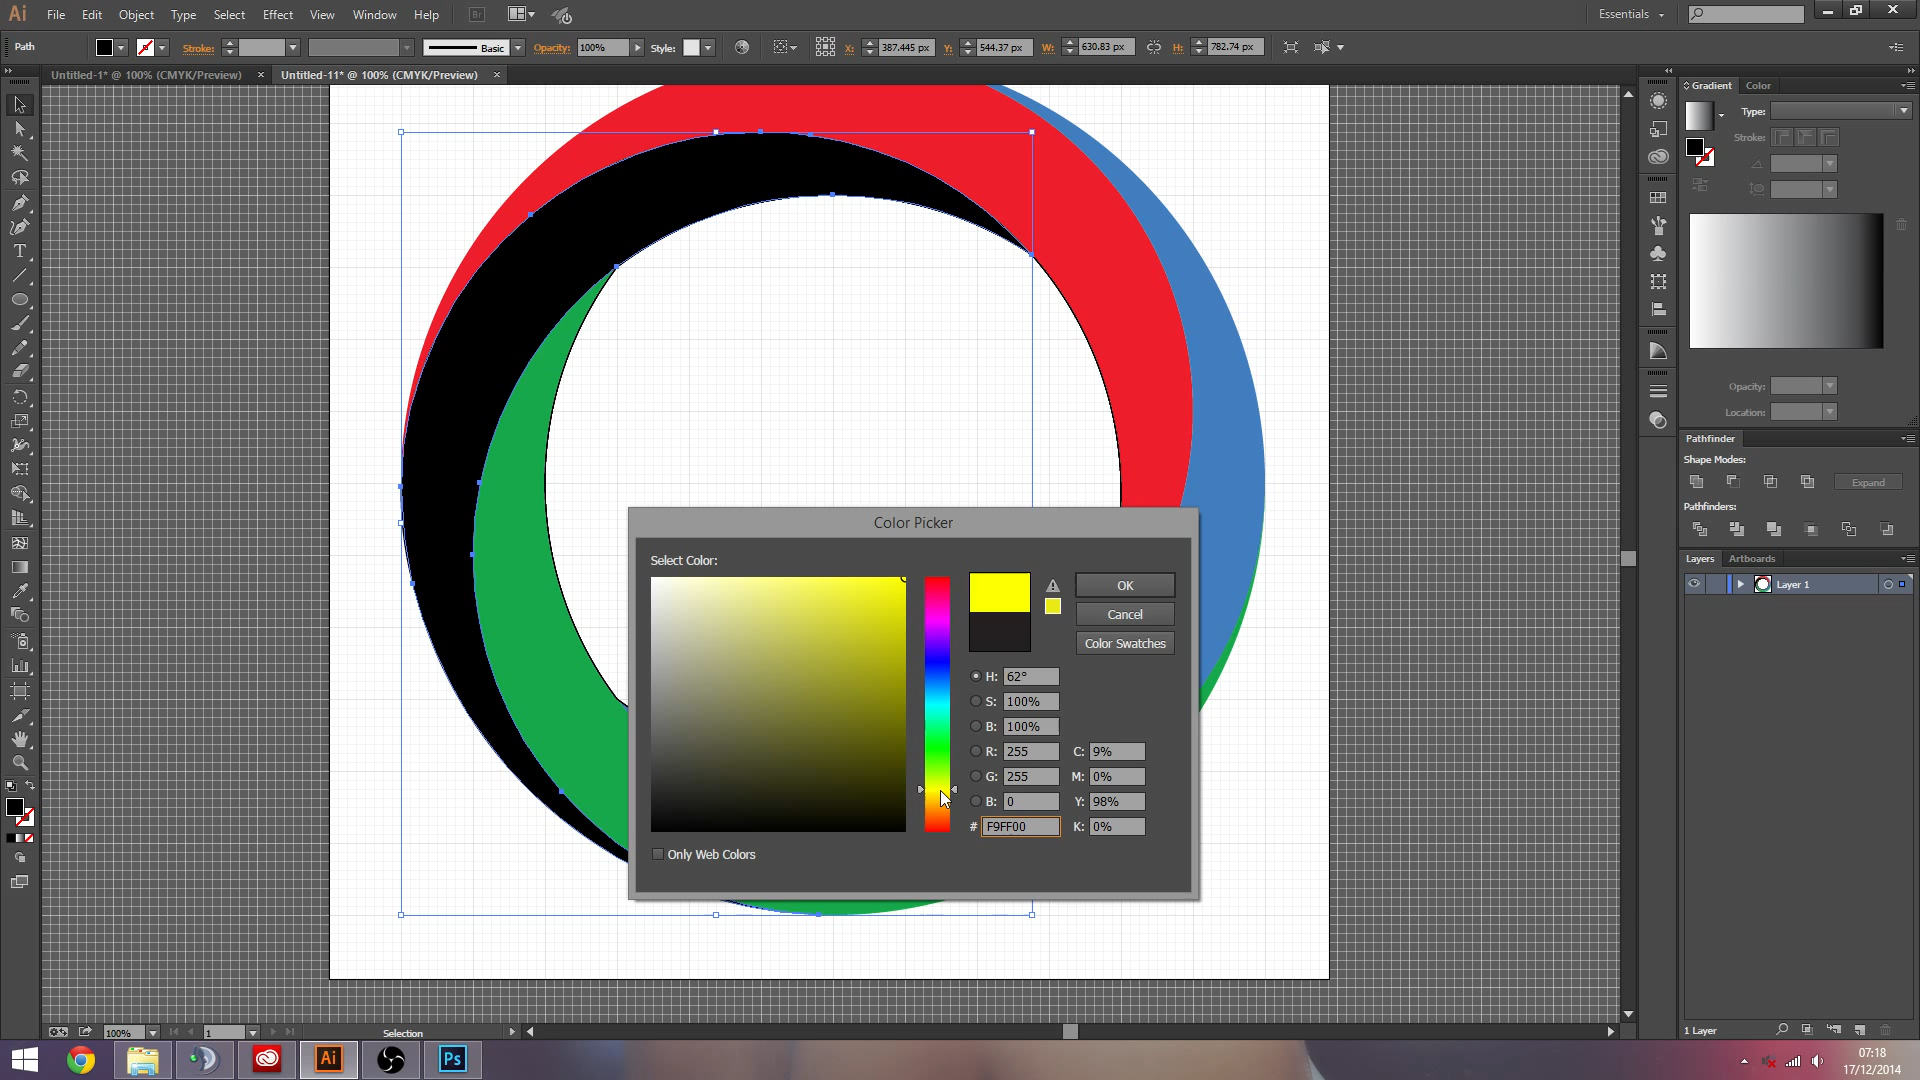 Ai File Edit Object Type Select Effect View Window Help Br Essentials
Path Stroke: Basic Opacity: 100% Style: X: 387.445 px Y: 544.37 px W: 630.83 px H: 782.74 px
Untitled-1* @ 100% (CMYK/Preview) Untitled-11* @ 100% (CMYK/Preview)
Gradient Color
Type:
Stroke:
Opacity:
Location:
Pathfinder
Shape Modes:
Expand
Pathfinders:
Layers Artboards
Layer 1
Color Picker
Select Color:
OK
Cancel
Color Swatches
H: 62°
S: 100%
B: 100%
R: 255 C: 9%
G: 255 M: 0%
B: 0 Y: 98%
# F9FF00 K: 0%
Only Web Colors
100% 1 Selection
1 Layer
Ai Ps
07:18
17/12/2014